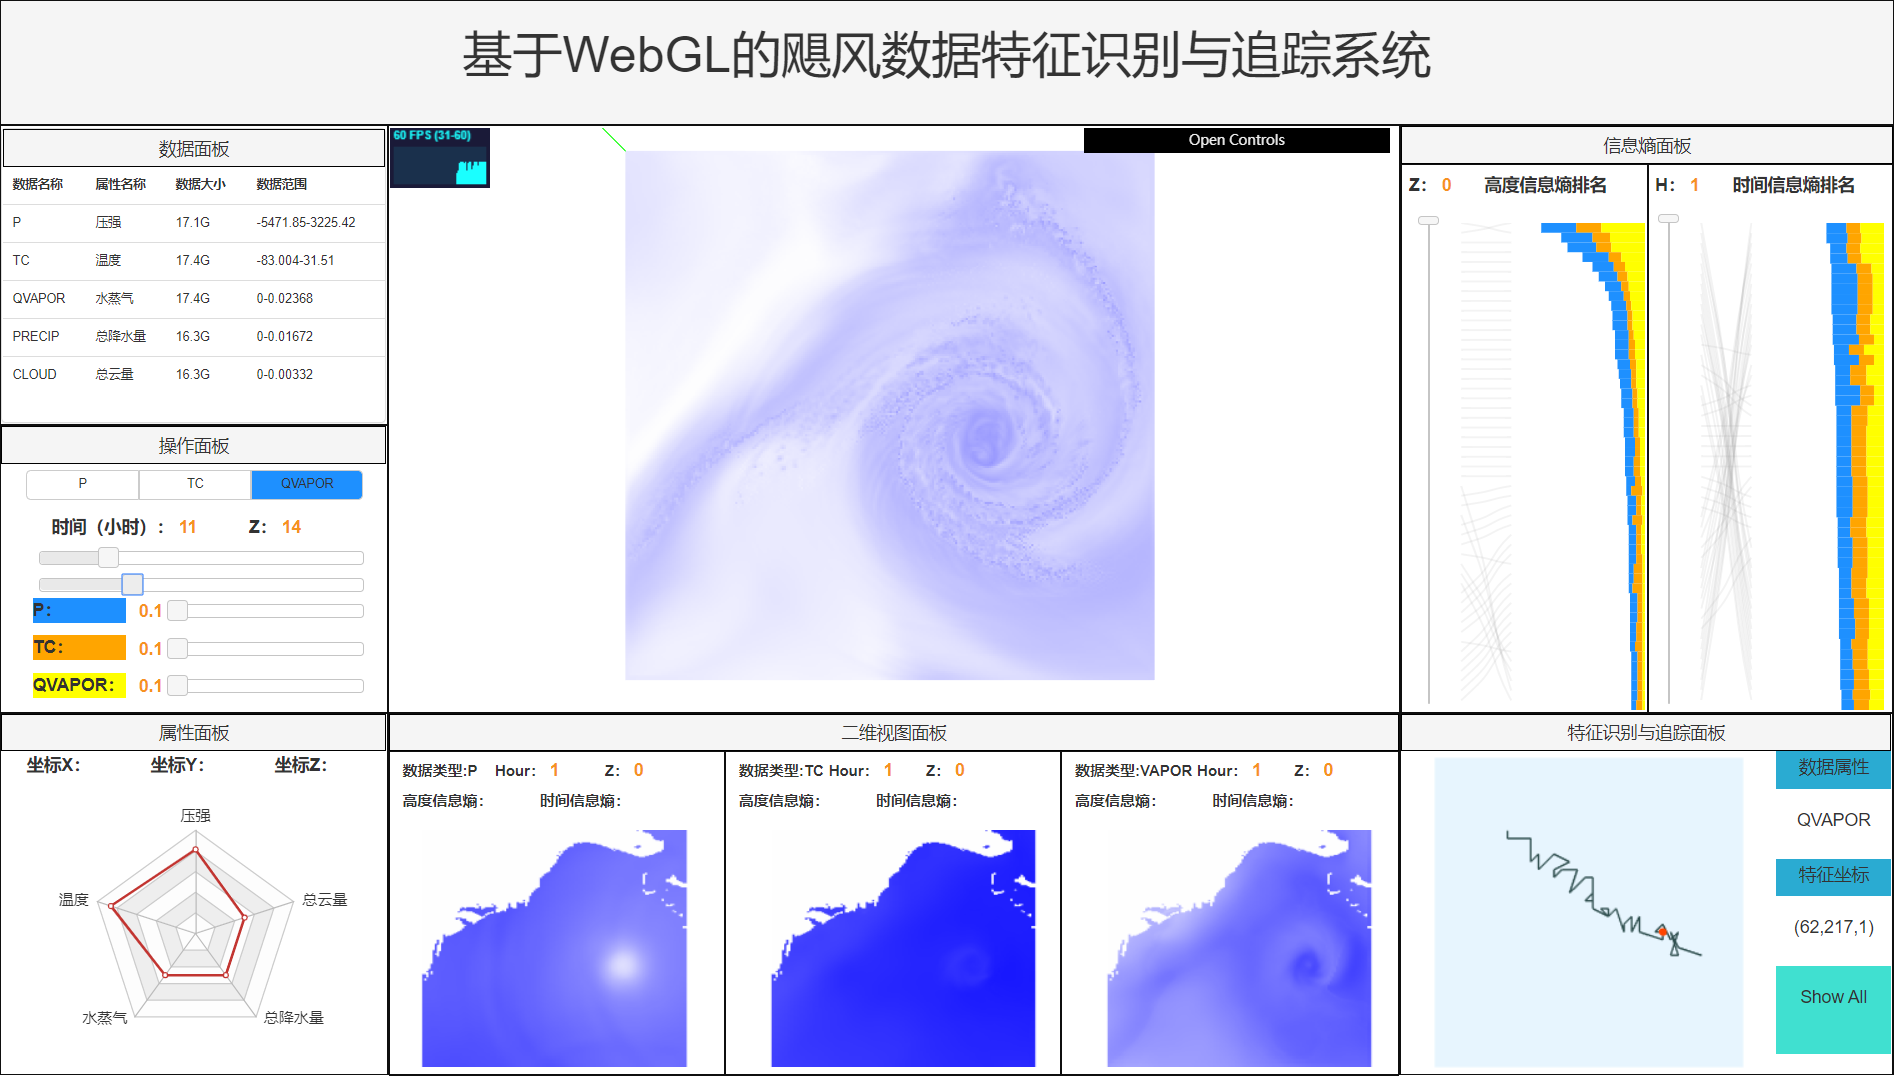 基于WebGL的飓风数据特征识别与追踪系统
数据面板
数据名称 属性名称 数据大小 数据范围
P 压强 17.1G -5471.85-3225.42
TC 温度 17.4G -83.004-31.51
QVAPOR 水蒸气 17.4G 0-0.02368
PRECIP 总降水量 16.3G 0-0.01672
CLOUD 总云量 16.3G 0-0.00332
操作面板
P TC QVAPOR
时间（小时）： 11 Z： 14
P： 0.1
TC： 0.1
QVAPOR： 0.1
属性面板
坐标X： 坐标Y： 坐标Z：
压强
温度 总云量
水蒸气 总降水量
60 FPS (31-60)
Open Controls
二维视图面板
数据类型:P Hour： 1 Z： 0
高度信息熵： 时间信息熵：
数据类型:TC Hour： 1 Z： 0
高度信息熵： 时间信息熵：
数据类型:VAPOR Hour： 1 Z： 0
高度信息熵： 时间信息熵：
信息熵面板
Z： 0 高度信息熵排名
H： 1 时间信息熵排名
特征识别与追踪面板
数据属性
QVAPOR
特征坐标
(62,217,1)
Show All